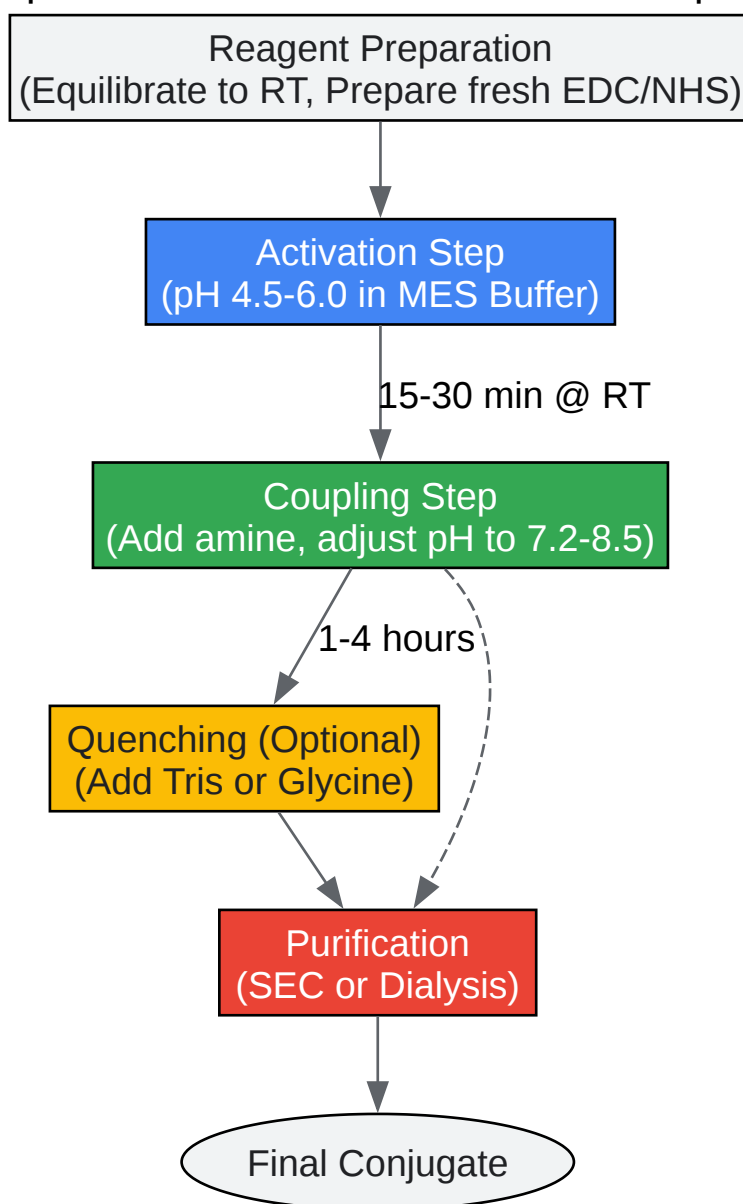 Reagent Preparation
(Equilibrate to RT, Prepare fresh EDC/NHS)
Activation Step
(pH 4.5-6.0 in MES Buffer)
15-30 min @ RT
Coupling Step
(Add amine, adjust pH to 7.2-8.5)
1-4 hours
Quenching (Optional)
(Add Tris or Glycine)
Purification
(SEC or Dialysis)
Final Conjugate